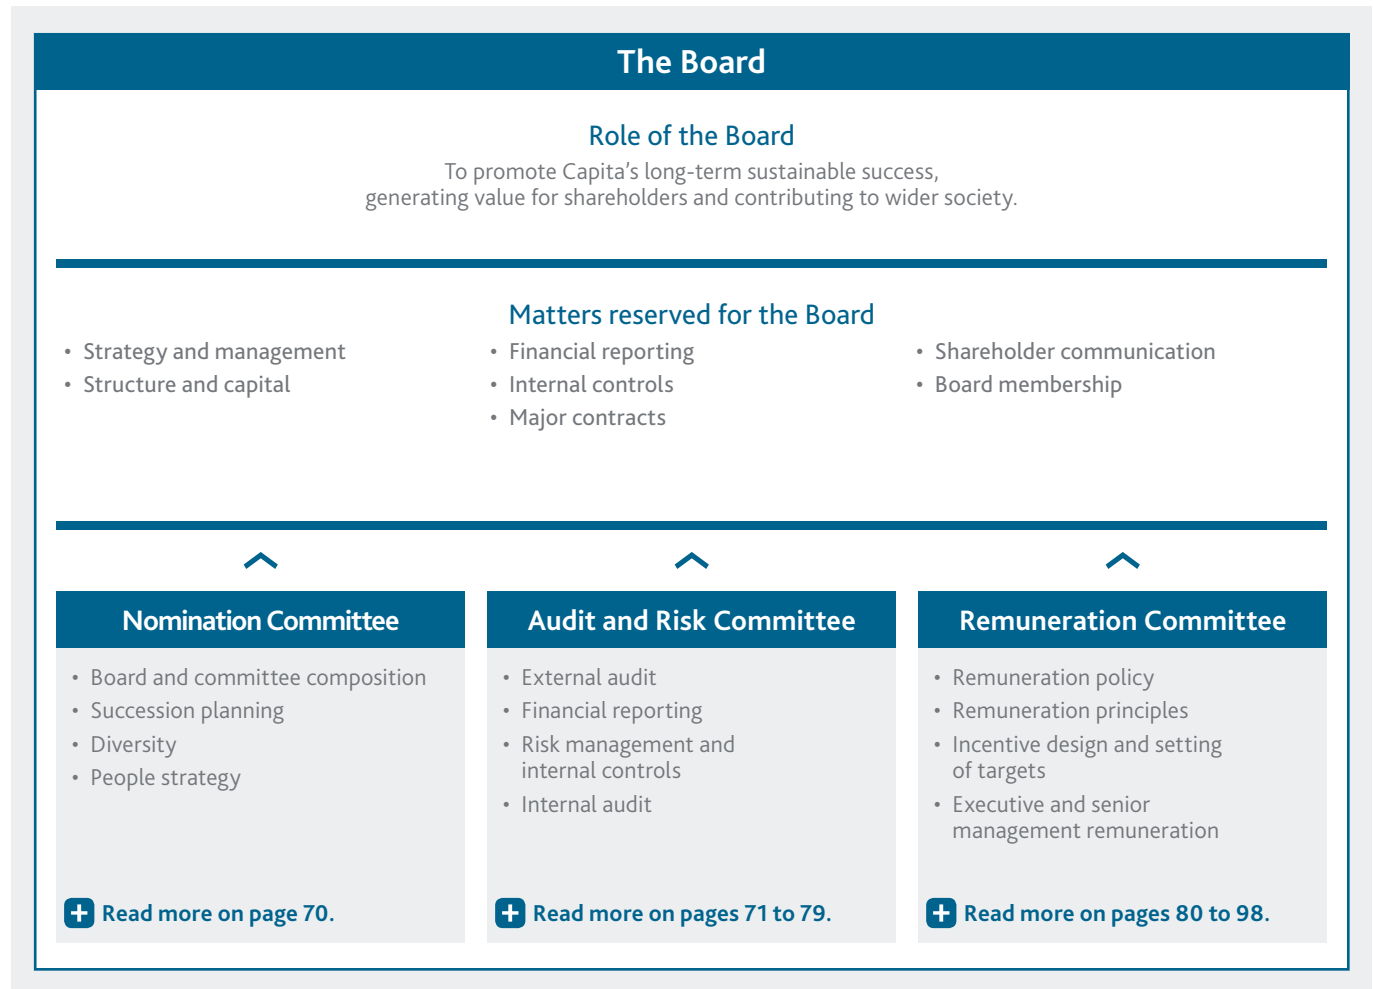 The Board
Role of the Board
To promote Capita's long-term sustainable success,
generating value for shareholders and contributing to wider society.
Matters reserved for the Board
• Strategy and management
• Structure and capital
• Financial reporting
• Internal controls
• Major contracts
• Shareholder communication
• Board membership
Nomination Committee
• Board and committee composition
• Succession planning
• Diversity
• People strategy
Read more on page 70.
Audit and Risk Committee
• External audit
• Financial reporting
• Risk management and
internal controls
• Internal audit
Read more on pages 71 to 79.
Remuneration Committee
• Remuneration policy
• Remuneration principles
• Incentive design and setting
of targets
• Executive and senior
management remuneration
Read more on pages 80 to 98.